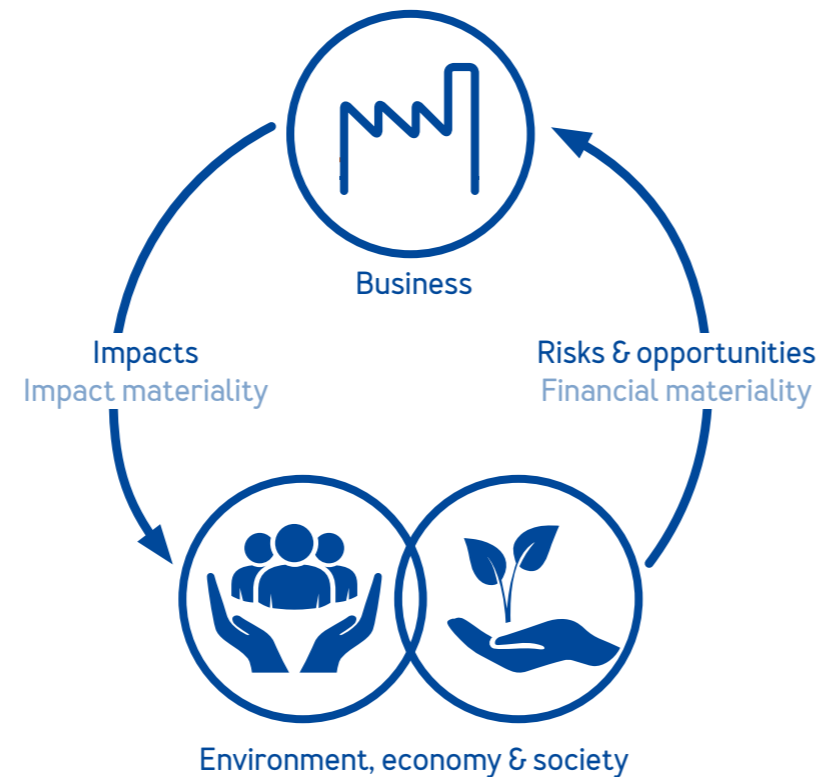 Business
Impacts
Impact materiality
Risks & opportunities
Financial materiality
Environment, economy & society